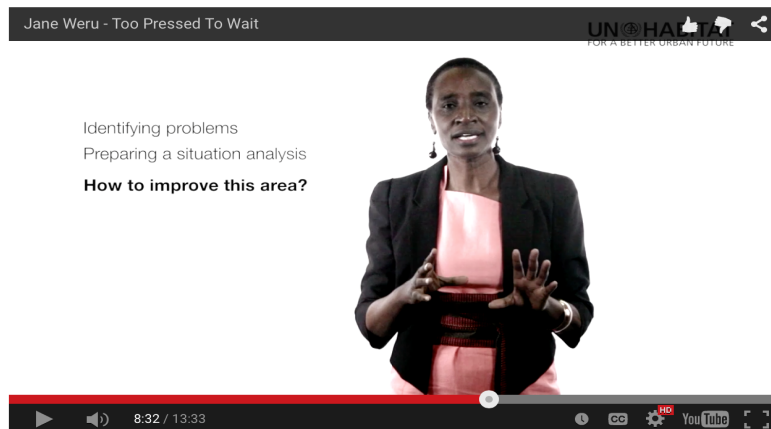 Jane Weru - Too Pressed To Wait
UN HABITAT
FOR A BETTER URBAN FUTURE
Identifying problems
Preparing a situation analysis
How to improve this area?
8:32 / 13:33
CC
HD
YouTube